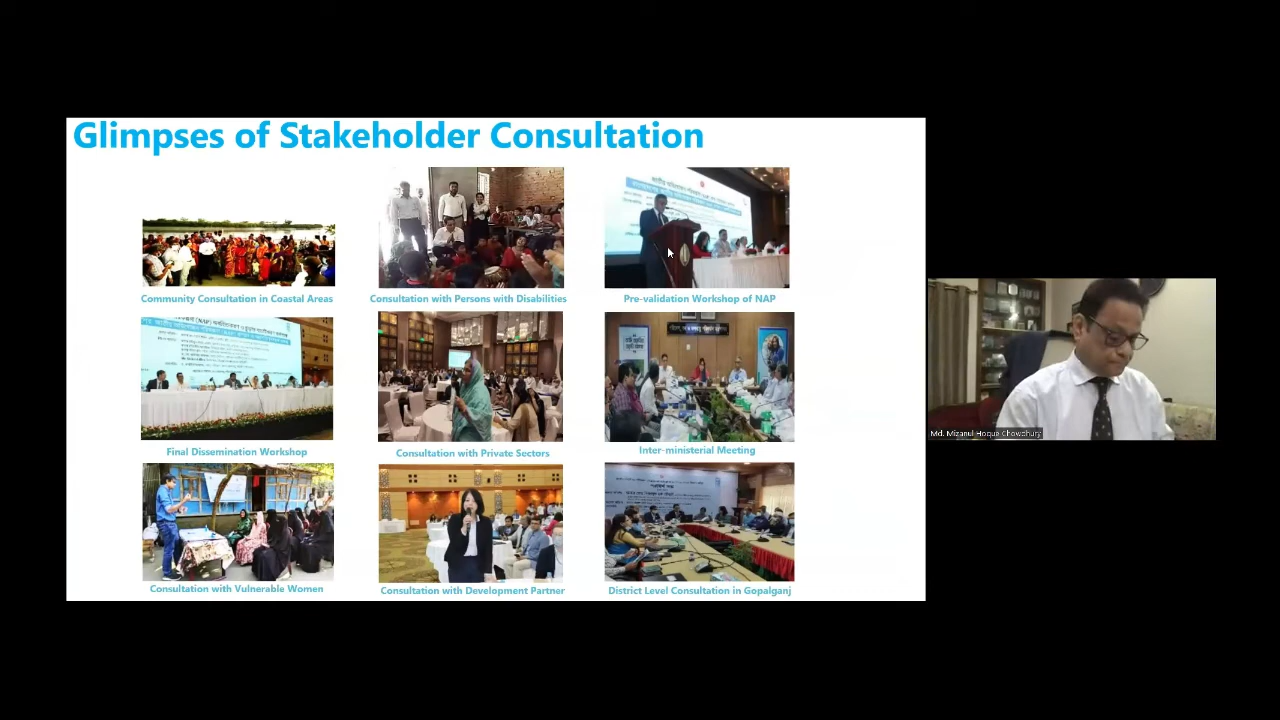 Glimpses of Stakeholder Consultation
Community Consultation in Coastal Areas
Consultation with Persons with Disabilities
Pre-validation Workshop of NAP
Final Dissemination Workshop
Consultation with Private Sectors
Inter-ministerial Meeting
Consultation with Vulnerable Women
Consultation with Development Partner
District Level Consultation in Gopalganj
Md. Mizanul Hoque Chowdhury